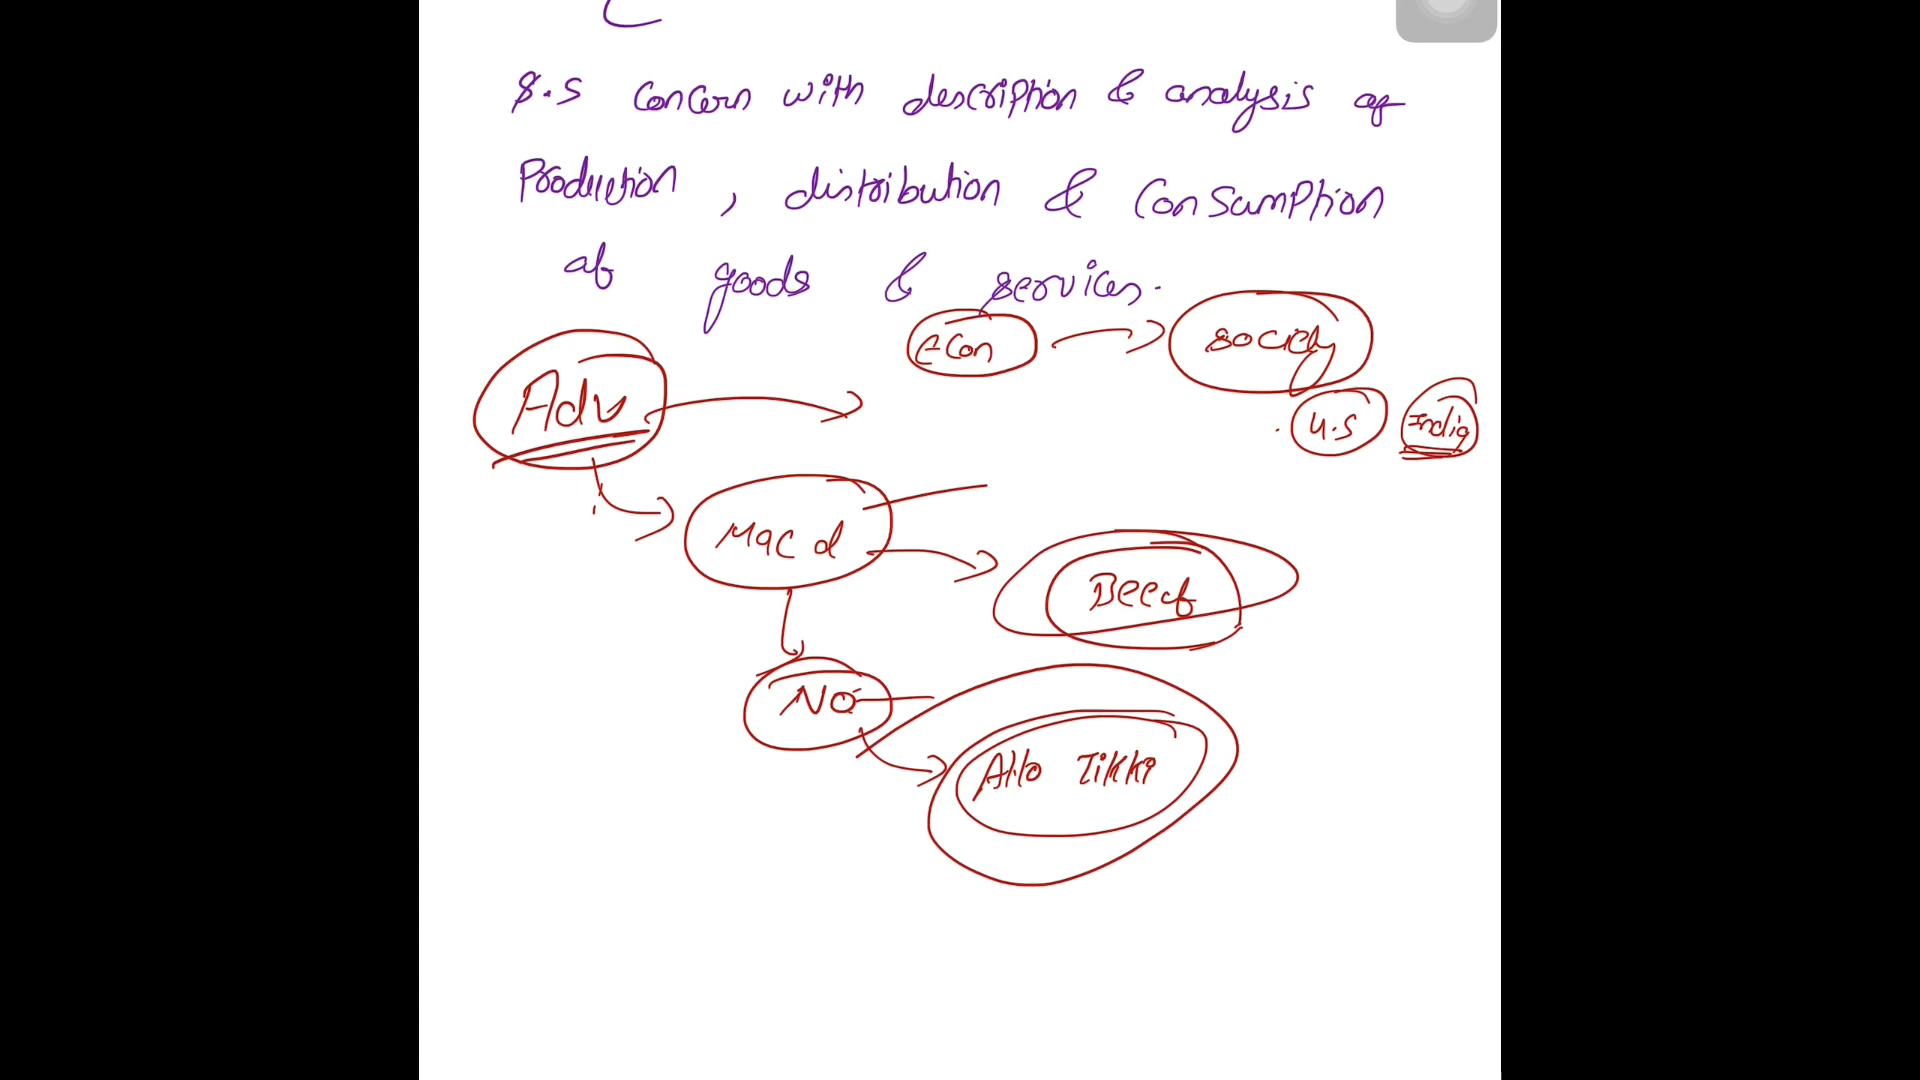 S.S concern with description & analysis of
Production, distribution & Consumption
of goods & services.
Econ
society
Adv
U.S
India
Mac d
Beef
No
Allo Tikki